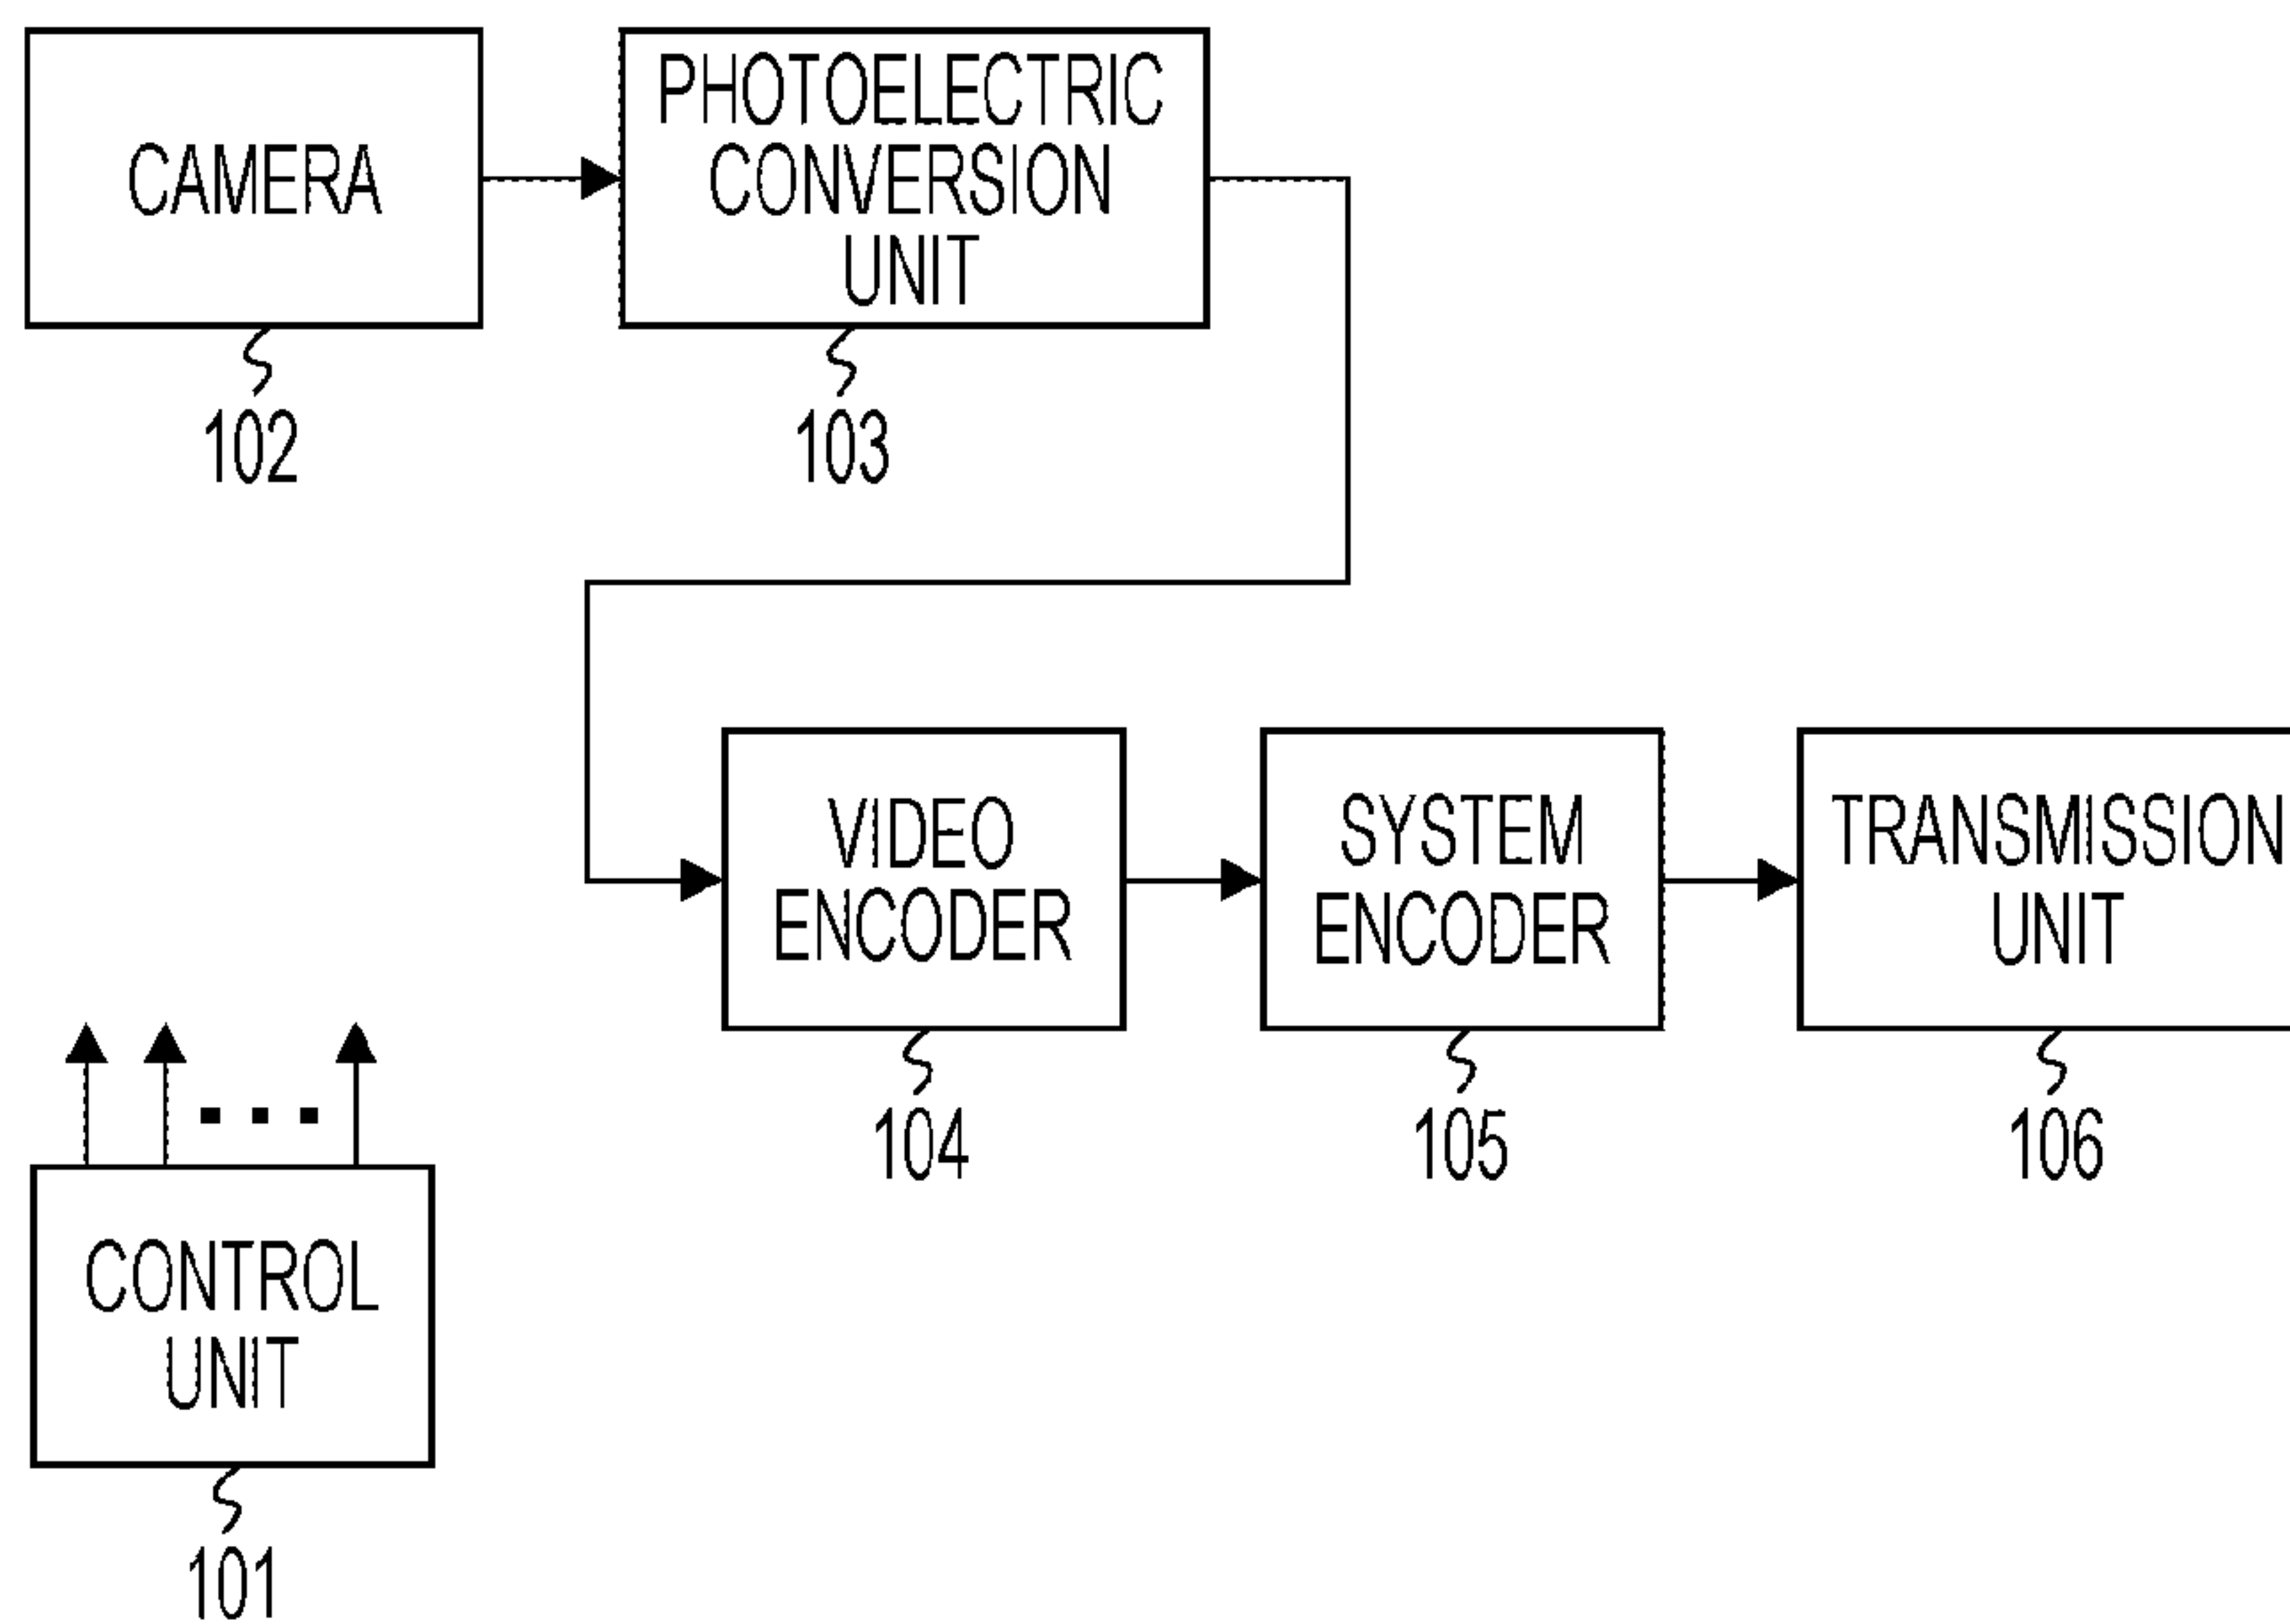 CAMERA
102
PHOTOELECTRIC
CONVERSION
UNIT
103
VIDEO
ENCODER
104
SYSTEM
ENCODER
105
TRANSMISSION
UNIT
106
CONTROL
UNIT
101